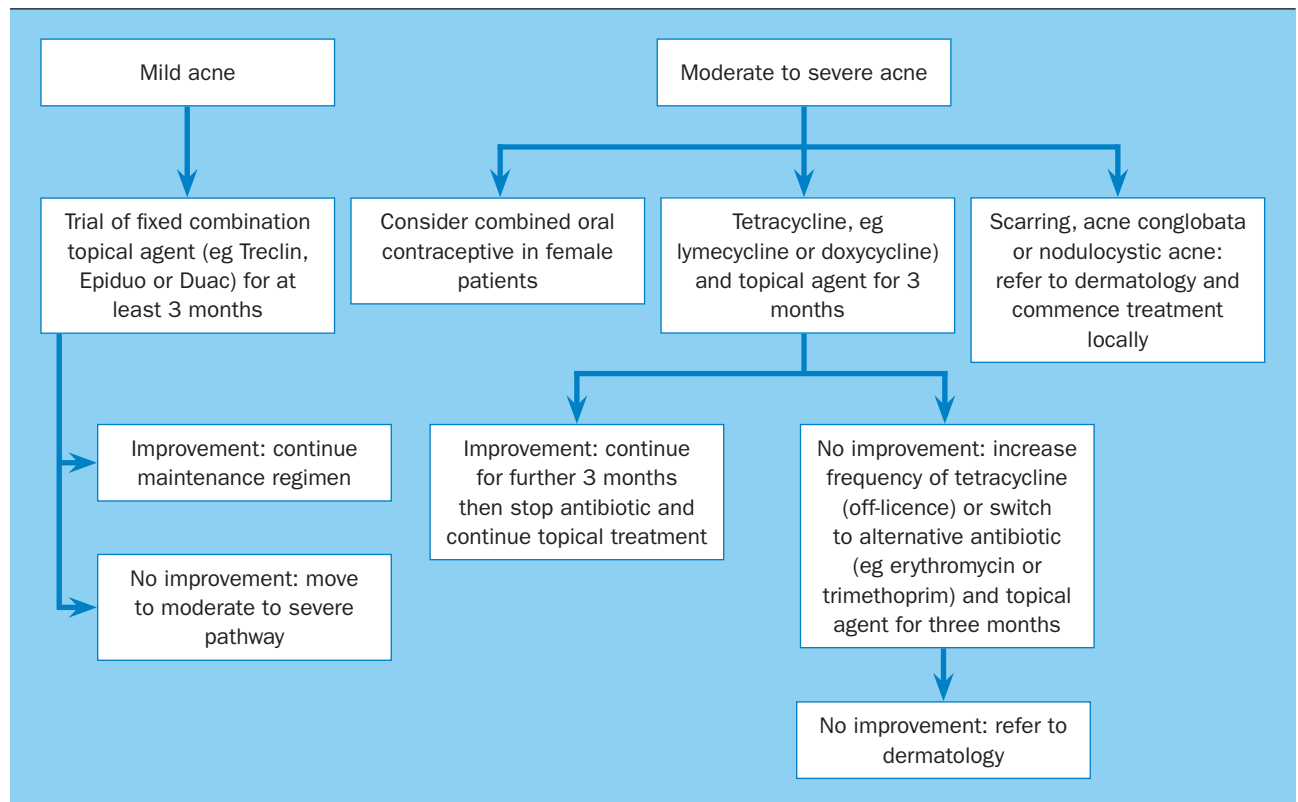 Mild acne
Moderate to severe acne
Trial of fixed combination
topical agent (eg Treclin,
Epiduo or Duac) for at
least 3 months
Consider combined oral
contraceptive in female
patients
Tetracycline, eg
lymecycline or doxycycline)
and topical agent for 3
months
Scarring, acne conglobata
or nodulocystic acne:
refer to dermatology and
commence treatment
locally
Improvement: continue
maintenance regimen
No improvement: move
to moderate to severe
pathway
Improvement: continue
for further 3 months
then stop antibiotic and
continue topical treatment
No improvement: increase
frequency of tetracycline
(off-licence) or switch
to alternative antibiotic
(eg erythromycin or
trimethoprim) and topical
agent for three months
No improvement: refer to
dermatology